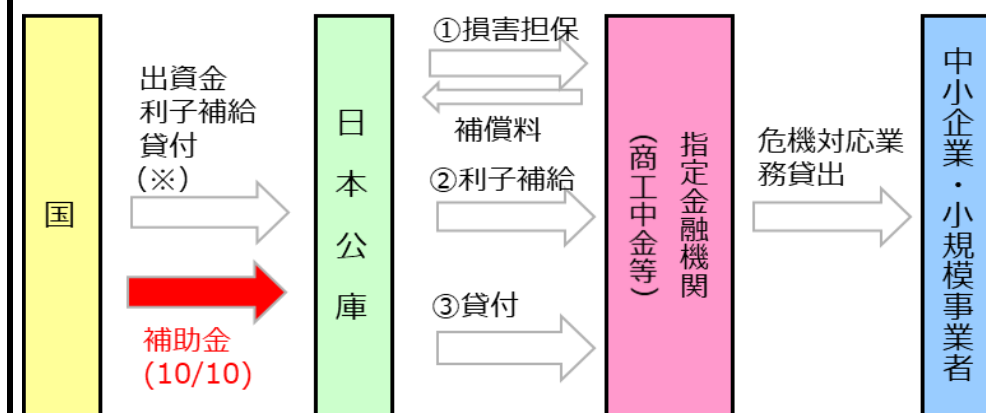 国
出資金
利子補給
貸付
(※)
補助金
(10/10)
日本公庫
①損害担保
補償料
②利子補給
③貸付
指定金融機関
(商工中金等)
危機対応業
務貸出
中小企業・小規模事業者